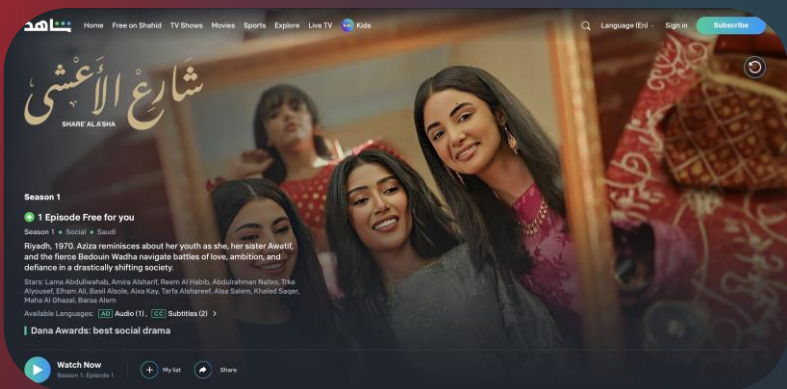 شاهد
Home Free on Shahid TV Shows Movies Sports Explore Live TV Kids
Language (En) Sign in Subscribe
شارع الأعشى
SHARE' AL A'SHA
Season 1
1 Episode Free for you
Season 1 • Social • Saudi
Riyadh, 1970. Aziza reminisces about her youth as she, her sister Awatif,
and the fierce Bedouin Wadha navigate battles of love, ambition, and
defiance in a drastically shifting society.
Stars: Lama Abdullwahab, Amira Alsharif, Reem Al Habib, Abdulrahman Nafao, Trke
Alyousef, Elham Ali, Basil Alsole, Aixa Kay, Tarfa Alshareef, Alaa Salem, Khaled Saqer,
Maha Al Ghazal, Baraa Alem
Available Languages: AD Audio (1), CC Subtitles (2) >
Dana Awards: best social drama
Watch Now
Season 1, Episode 1
My list
Share